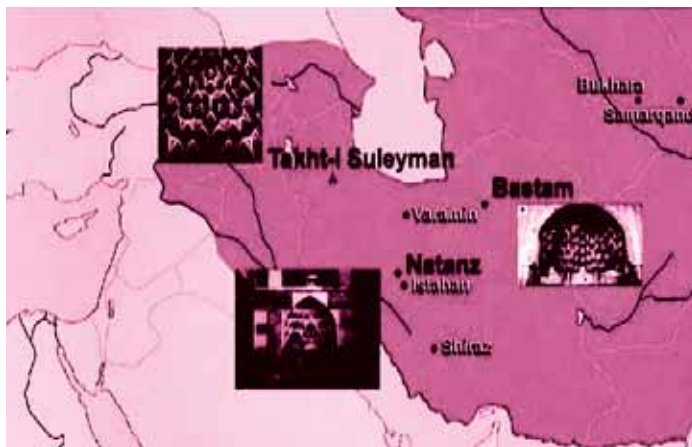 Bukhara
Samarqand
Takht-i Suleyman
Bastam
Varamin
Natanz
Isfahan
Shiraz